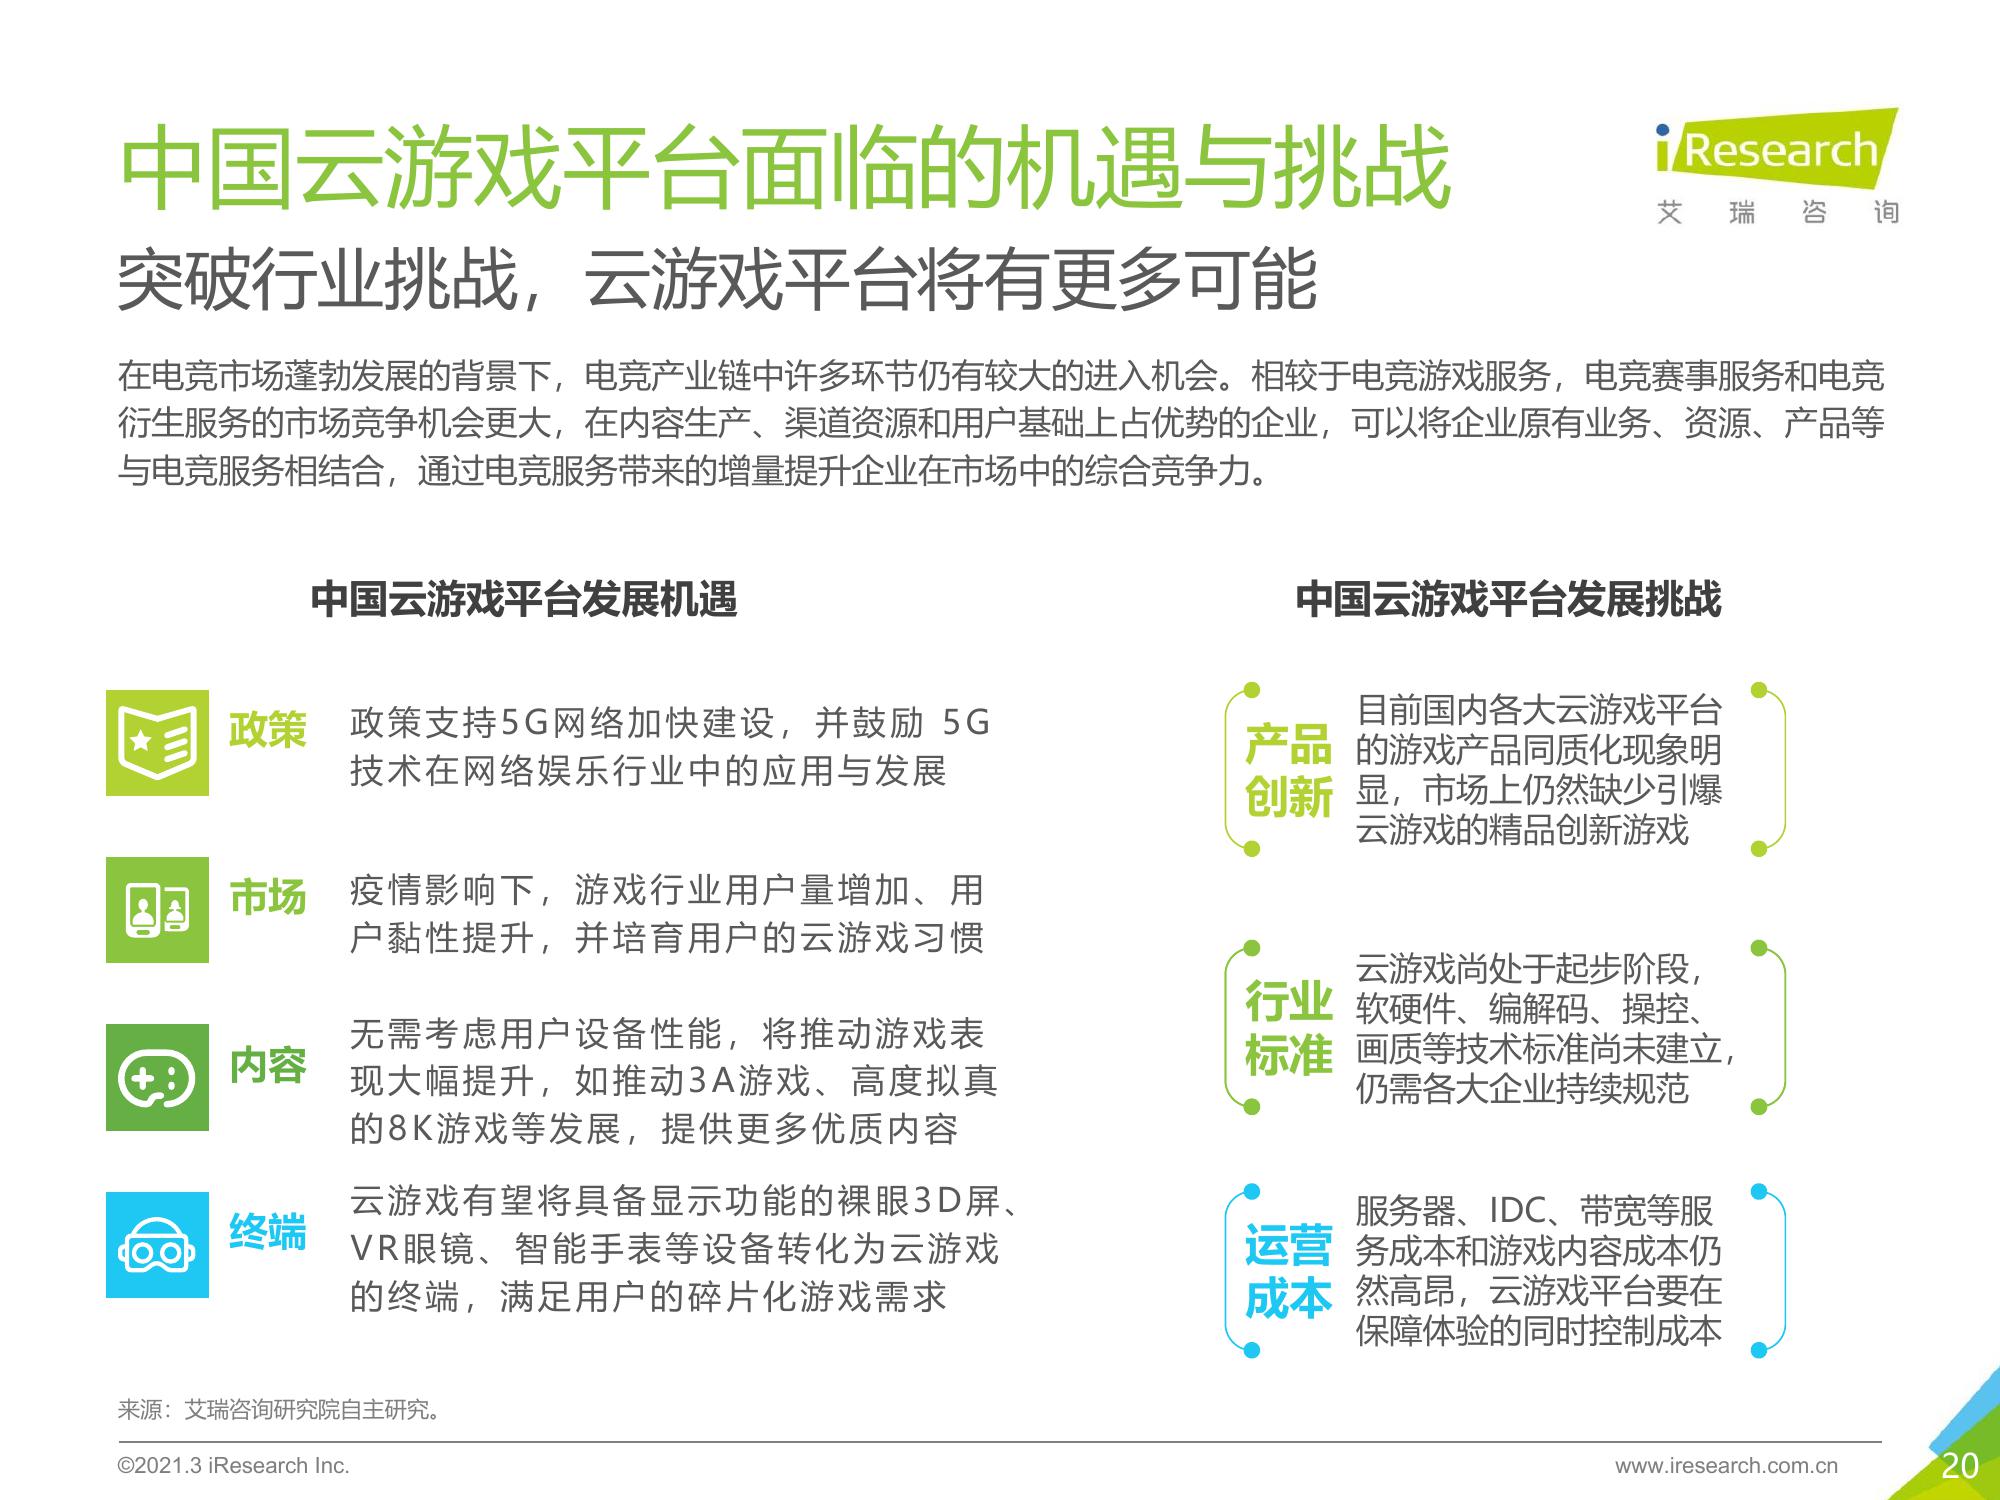 中国云游戏平台面临的机遇与挑战
iResearch
艾瑞咨询
突破行业挑战，云游戏平台将有更多可能
在电竞市场蓬勃发展的背景下，电竞产业链中许多环节仍有较大的进入机会。相较于电竞游戏服务，电竞赛事服务和电竞
衍生服务的市场竞争机会更大，在内容生产、渠道资源和用户基础上占优势的企业，可以将企业原有业务、资源、产品等
与电竞服务相结合，通过电竞服务带来的增量提升企业在市场中的综合竞争力。
中国云游戏平台发展机遇
政策
政策支持5G网络加快建设，并鼓励 5G
技术在网络娱乐行业中的应用与发展
市场
疫情影响下，游戏行业用户量增加、用
户黏性提升，并培育用户的云游戏习惯
内容
无需考虑用户设备性能，将推动游戏表
现大幅提升，如推动3A游戏、高度拟真
的8K游戏等发展，提供更多优质内容
终端
云游戏有望将具备显示功能的裸眼3D屏、
VR眼镜、智能手表等设备转化为云游戏
的终端，满足用户的碎片化游戏需求
中国云游戏平台发展挑战
产品
创新
目前国内各大云游戏平台
的游戏产品同质化现象明
显，市场上仍然缺少引爆
云游戏的精品创新游戏
行业
标准
云游戏尚处于起步阶段，
软硬件、编解码、操控、
画质等技术标准尚未建立，
仍需各大企业持续规范
运营
成本
服务器、IDC、带宽等服
务成本和游戏内容成本仍
然高昂，云游戏平台要在
保障体验的同时控制成本
来源：艾瑞咨询研究院自主研究。
©2021.3 iResearch Inc.
www.iresearch.com.cn
20